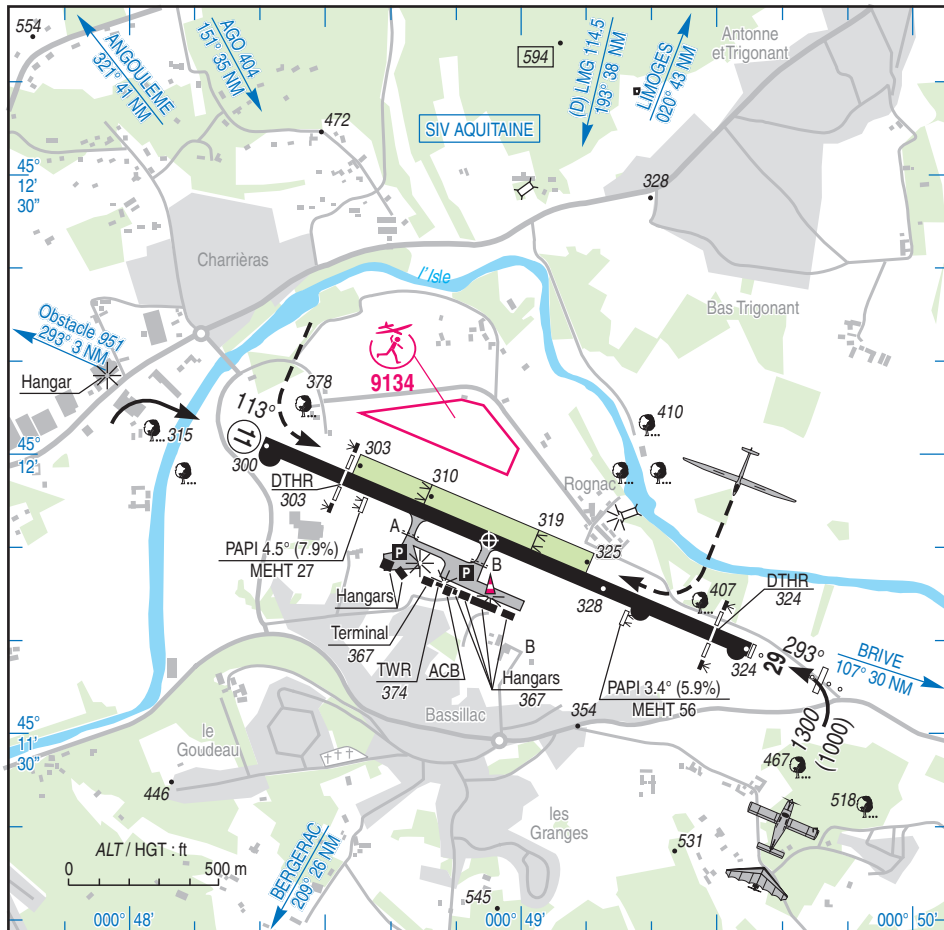 554
ANGOULEME
321° 41 NM
AGO 404
151° 35 NM
594
(D) LMG 114.5
193° 38 NM
LIMOGES
020° 43 NM
Antonne
et Trigonant
472
SIV AQUITAINE
45°
12'
30"
328
Charriéras
l'Isle
Bas Trigonant
Obstacle 951
293° 3 NM
Hangar
9134
378
113°
410
315
11
45°
12'
300
303
DTHR
303
310
Rognac
319
325
A
P
PAPI 4.5° (7.9%)
MEHT 27
P
B
407
DTHR
324
Hangars
328
Terminal
367
324
29
293°
BRIVE
107° 30 NM
TWR
374
ACB
B
Hangars
367
PAPI 3.4° (5.9%)
MEHT 56
Bassillac
354
1300
(1000)
45°
11'
30"
le
Goudeau
446
467
518
les
Granges
531
ALT / HGT : ft
0 500 m
BERGERAC
209° 26 NM
545
000° 48'
000° 49'
000° 50'